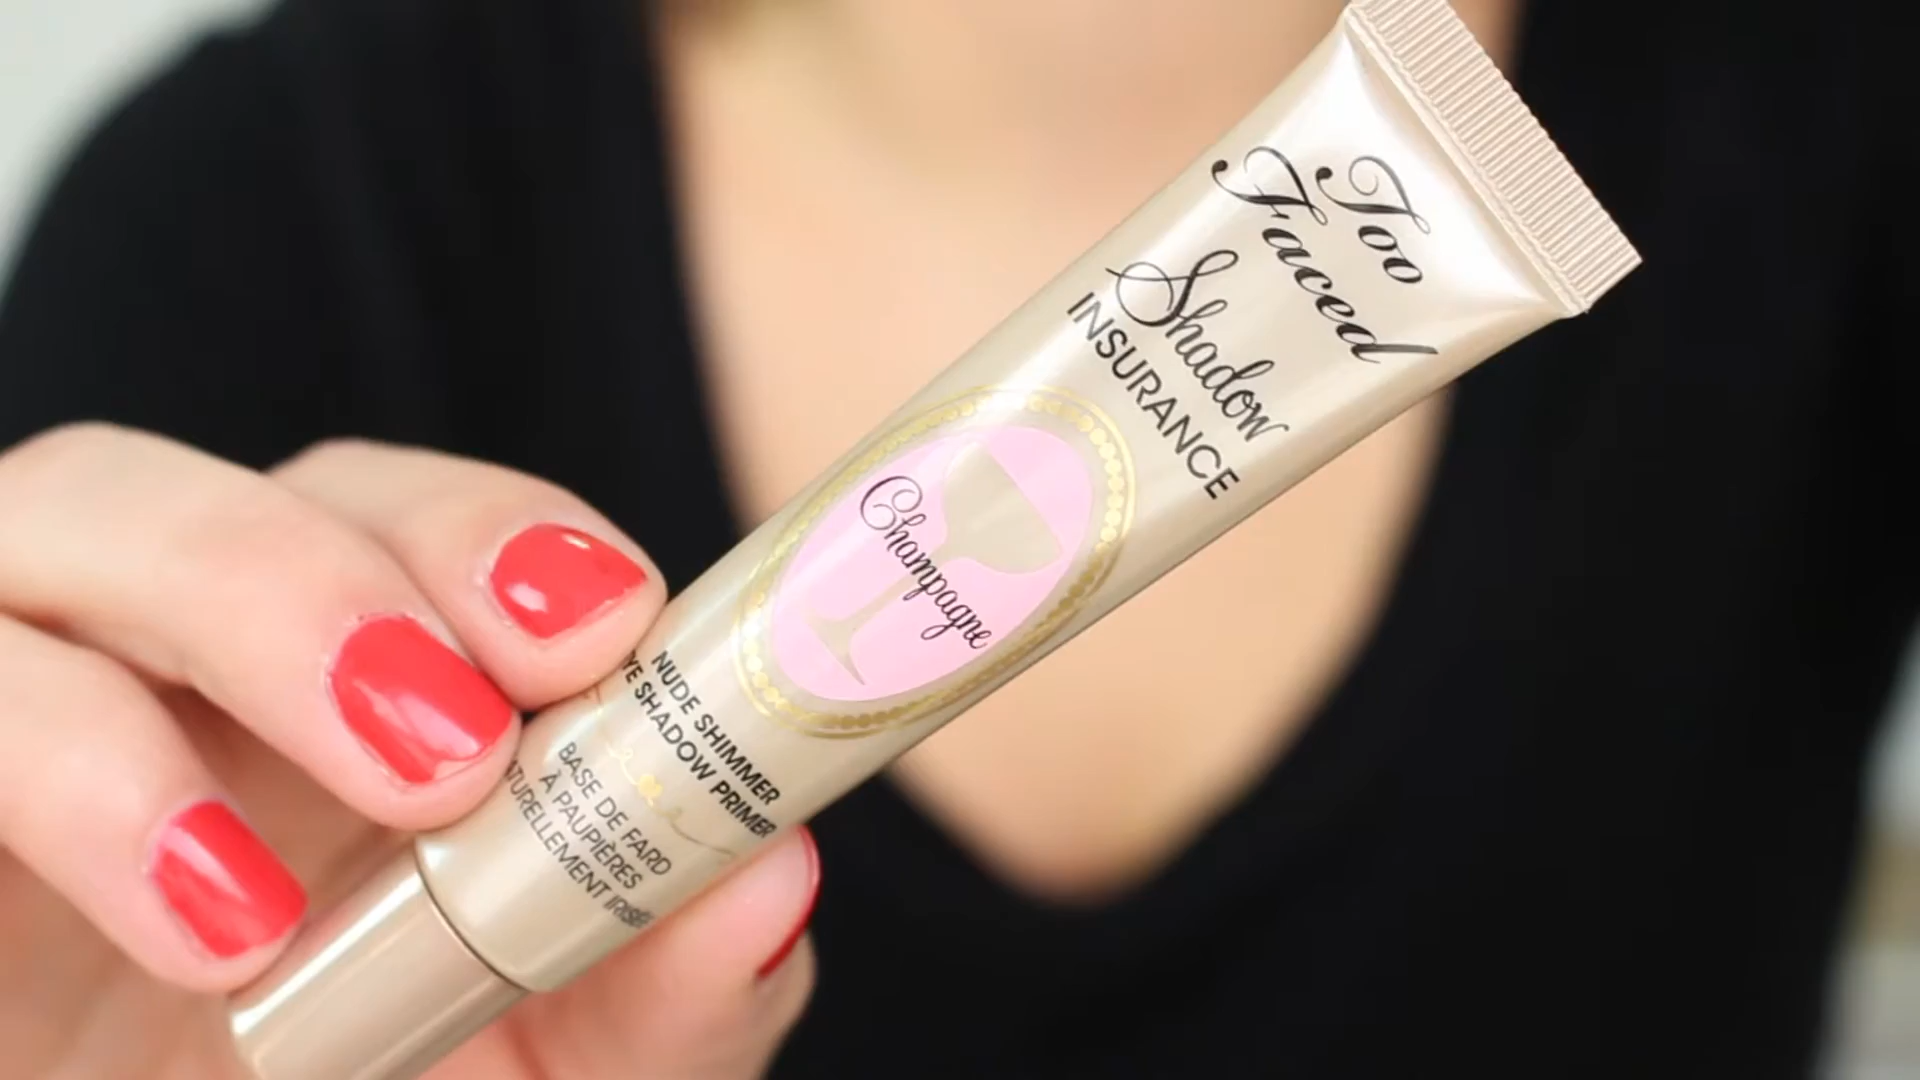 Too
Faced
Shadow
INSURANCE
Champagne
NUDE SHIMMER
SHADOW PRIMER
BASE DE FARD
À PAUPIÈRES